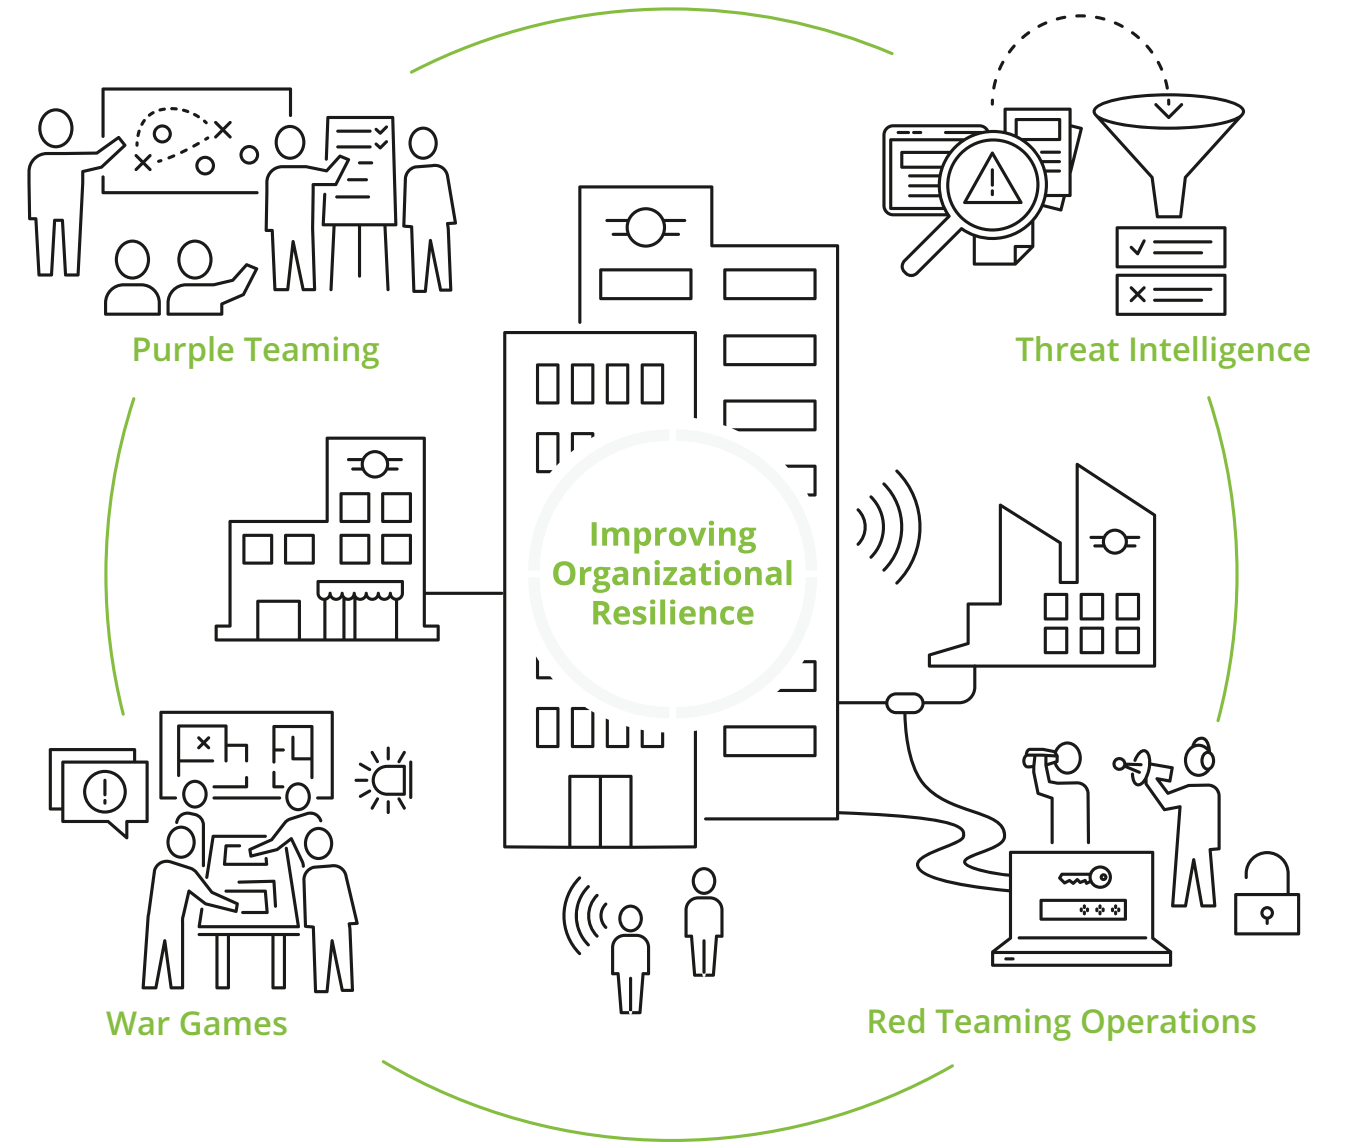 Purple Teaming
Threat Intelligence
Improving
Organizational
Resilience
War Games
Red Teaming Operations